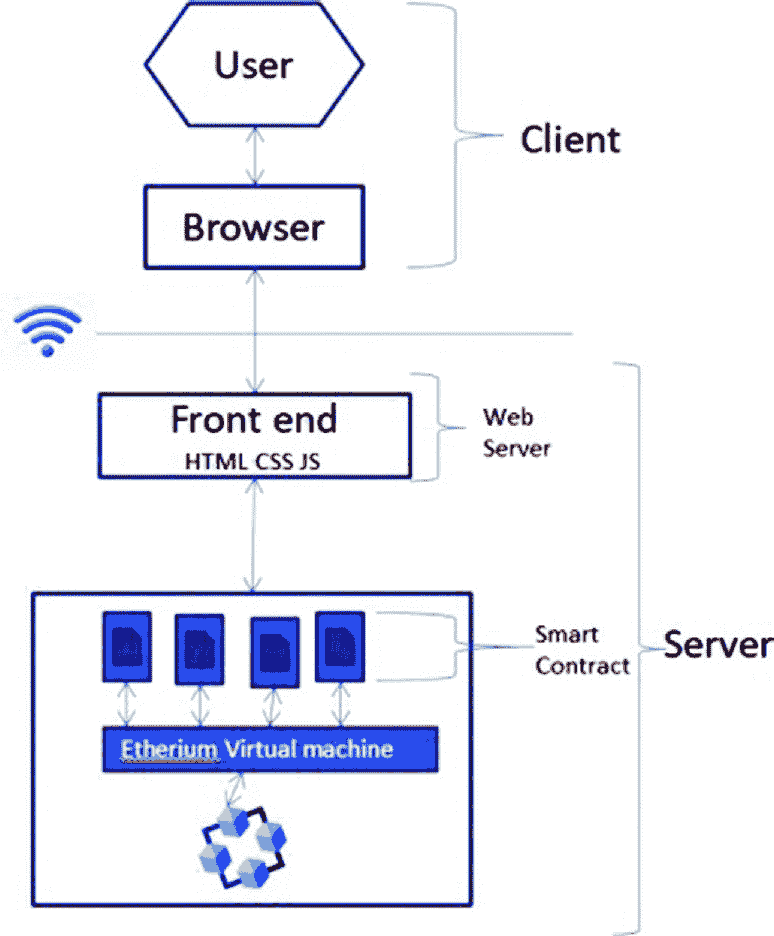 User
Client
Browser
Front end
HTML CSS JS
Web
Server
Smart
Contract
Server
Etherium Virtual machine